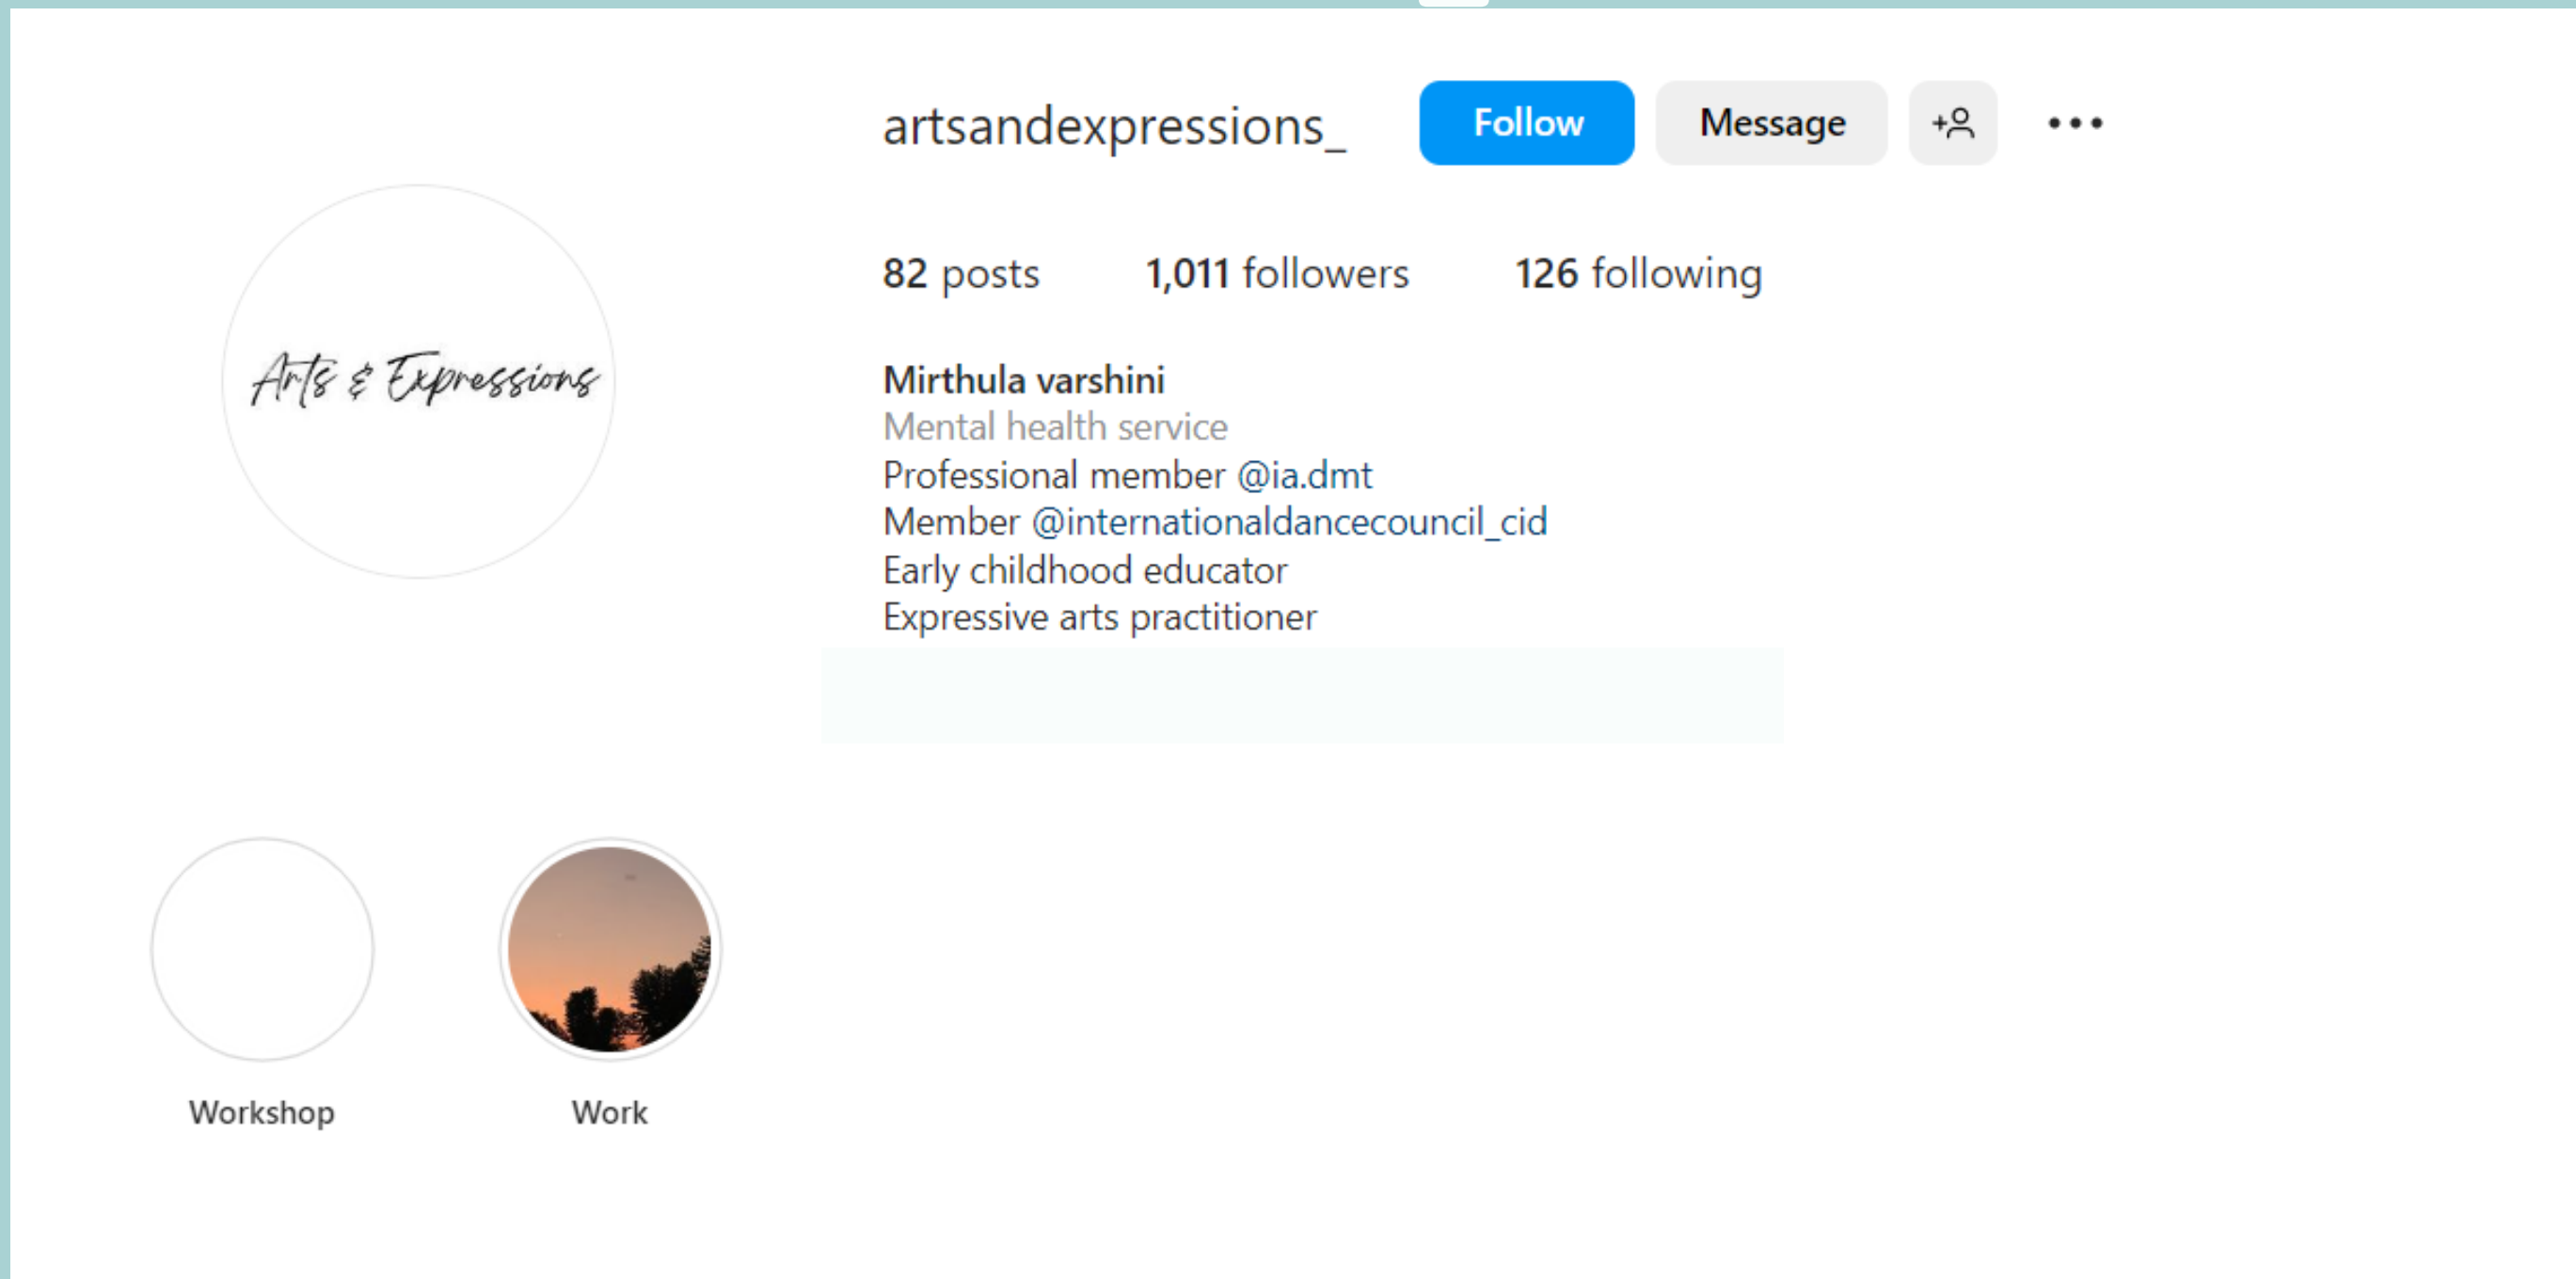 artsandexpressions_ Follow Message
82 posts 1,011 followers 126 following
Arts & Expressions
Mirthula varshini
Mental health service
Professional member @ia.dmt
Member @internationaldancecouncil_cid
Early childhood educator
Expressive arts practitioner
Workshop Work